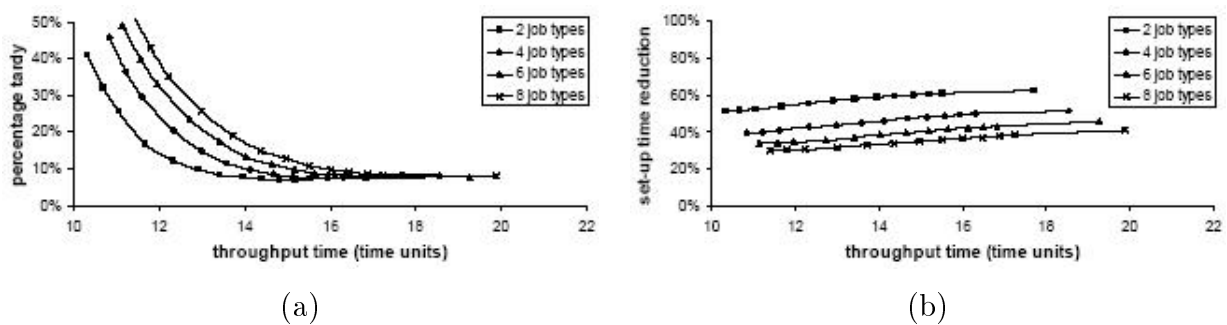 50%
40%
30%
20%
10%
0%
percentage tardy
10 12 14 16 18 20 22
throughput time (time units)
2 job types
4 job types
6 job types
8 job types
(a)
100%
80%
60%
40%
20%
0%
set-up time reduction
10 12 14 16 18 20 22
throughput time (time units)
2 job types
4 job types
6 job types
8 job types
(b)